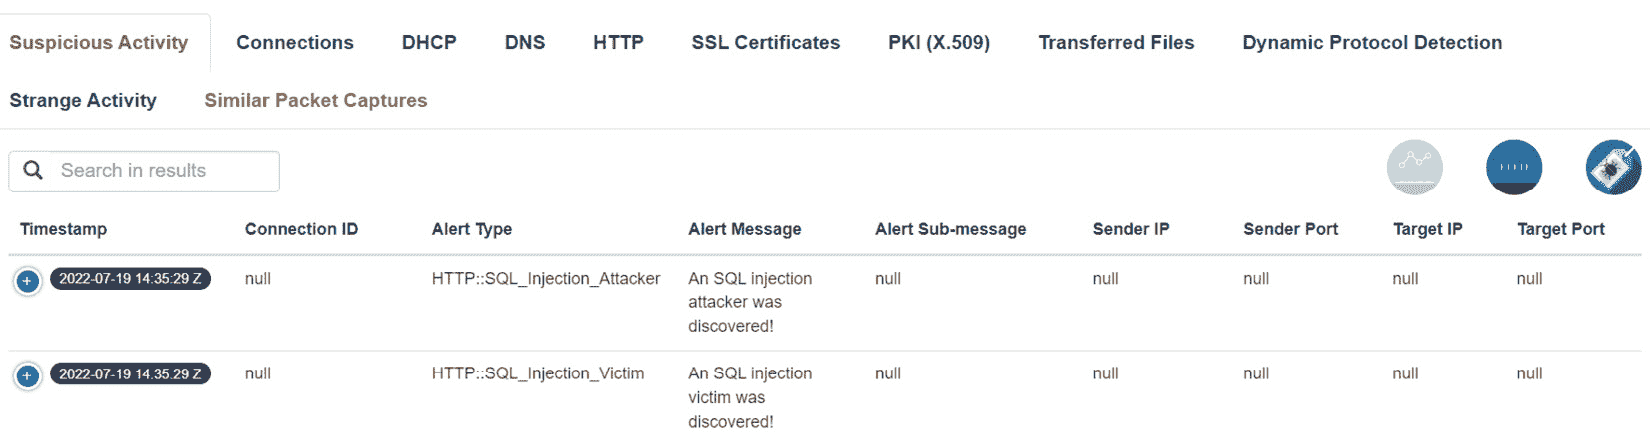 Suspicious Activity Connections DHCP DNS HTTP SSL Certificates PKI (X.509) Transferred Files Dynamic Protocol Detection
Strange Activity Similar Packet Captures
Search in results
Timestamp Connection ID Alert Type Alert Message Alert Sub-message Sender IP Sender Port Target IP Target Port
+ 2022-07-19 14:35:29 Z null HTTP::SQL_Injection_Attacker An SQL injection null null null null null
attacker was
discovered!
+ 2022-07-19 14.35.29 Z null HTTP::SQL_Injection_Victim An SQL injection null null null null null
victim was
discovered!